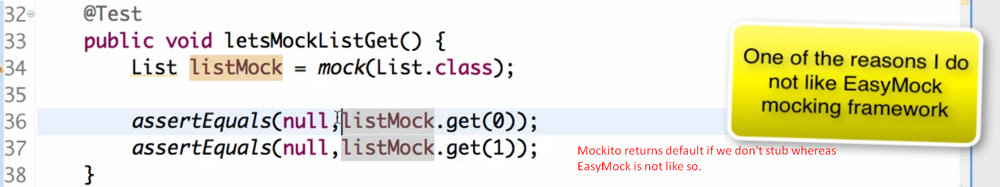 32 @Test
33 public void letsMockListGet() {
34 List listMock = mock(List.class);
35
36 assertEquals(null,listMock.get(0));
37 assertEquals(null,listMock.get(1));
38 }
One of the reasons I do
not like EasyMock
mocking framework
Mockito returns default if we don't stub whereas
EasyMock is not like so.